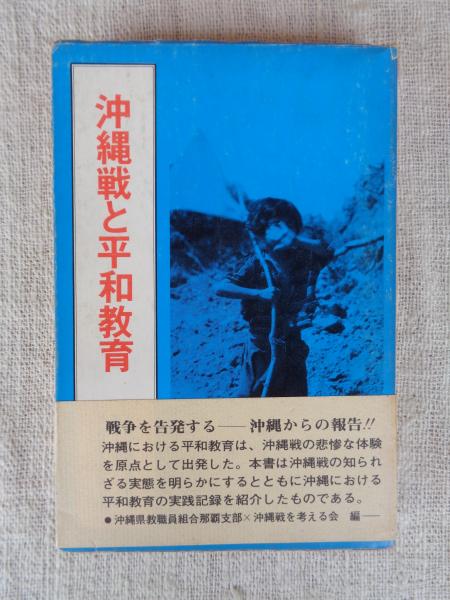 沖縄戦と平和教育
戦争を告発する――沖縄からの報告!!
沖縄における平和教育は、沖縄戦の悲惨な体験
を原点として出発した。本書は沖縄戦の知られ
ざる実態を明らかにするとともに沖縄における
平和教育の実践記録を紹介したものである。
●沖縄県教職員組合那覇支部×沖縄戦を考える会　編――